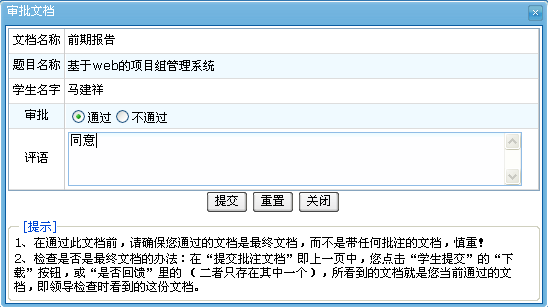 审批文档
文档名称 前期报告
题目名称 基于web的项目组管理系统
学生名字 马建祥
审批 通过 不通过
评语 同意
提交 重置 关闭
[提示]
1、在通过此文档前，请确保您通过的文档是最终文档，而不是带任何批注的文档，慎重！
2、检查是否是最终文档的办法：在“提交批注文档”即上一页中，您点击“学生提交”的“下
载”按钮，或“是否回馈”里的（ 二者只存在其中一个），所看到的文档就是您当前通过的文
档，即领导检查时看到的这份文档。